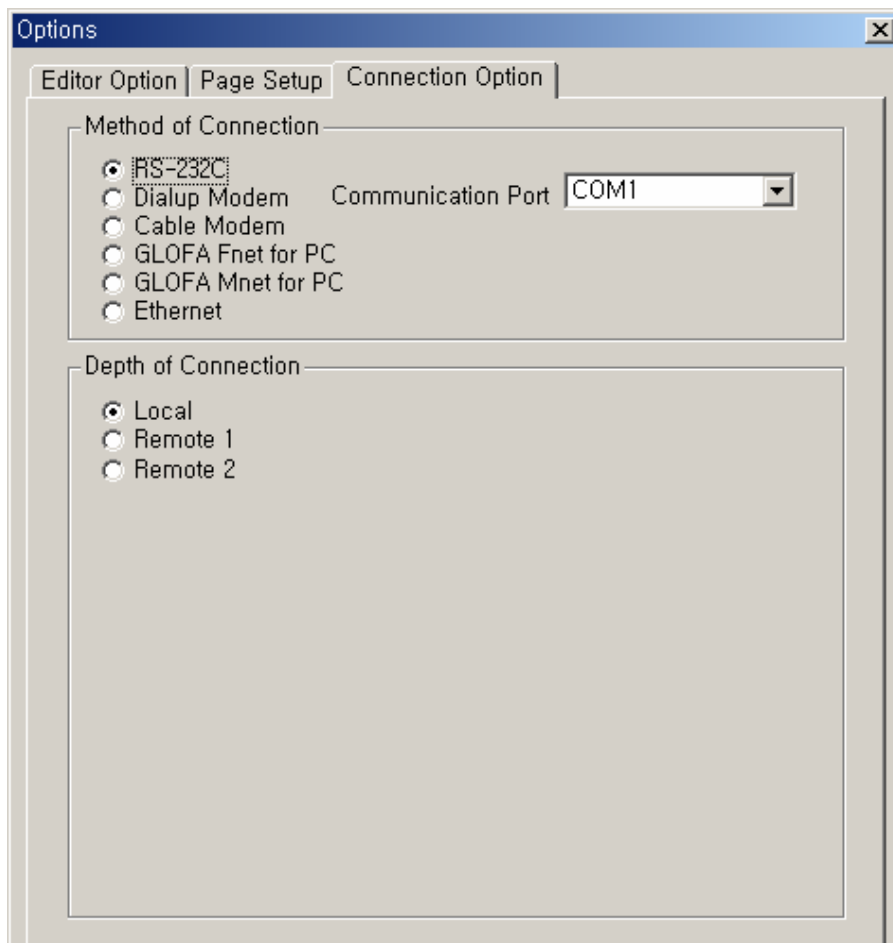 Options
Editor Option Page Setup Connection Option
Method of Connection
RS-232C
Dialup Modem Communication Port COM1
Cable Modem
GLOFA Fnet for PC
GLOFA Mnet for PC
Ethernet
Depth of Connection
Local
Remote 1
Remote 2